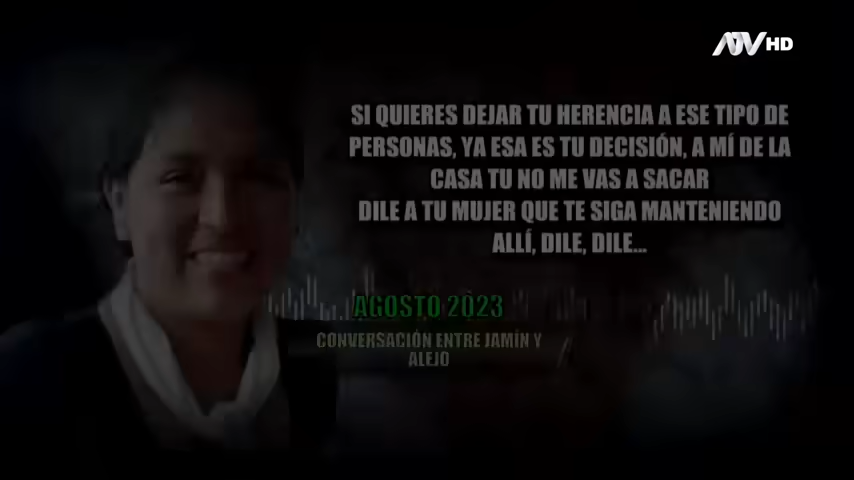 ATV HD
SI QUIERES DEJAR TU HERENCIA A ESE TIPO DE
PERSONAS, YA ESA ES TU DECISIÓN, A MÍ DE LA
CASA TU NO ME VAS A SACAR
DILE A TU MUJER QUE TE SIGA MANTENIENDO
ALLÍ, DILE, DILE...
AGOSTO 2023
CONVERSACIÓN ENTRE JAMÍN Y
ALEJO